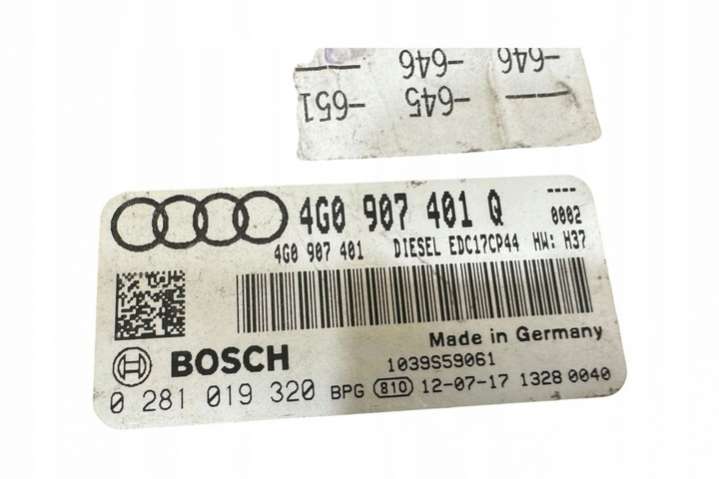 -646 -646
-651 -645
4G0 907 401 Q ----
0002
4G0 907 401 DIESEL EDC17CP44 HW: H37
Made in Germany
BOSCH 1039S59061
0 281 019 320 BPG 810 12-07-17 1328 0040